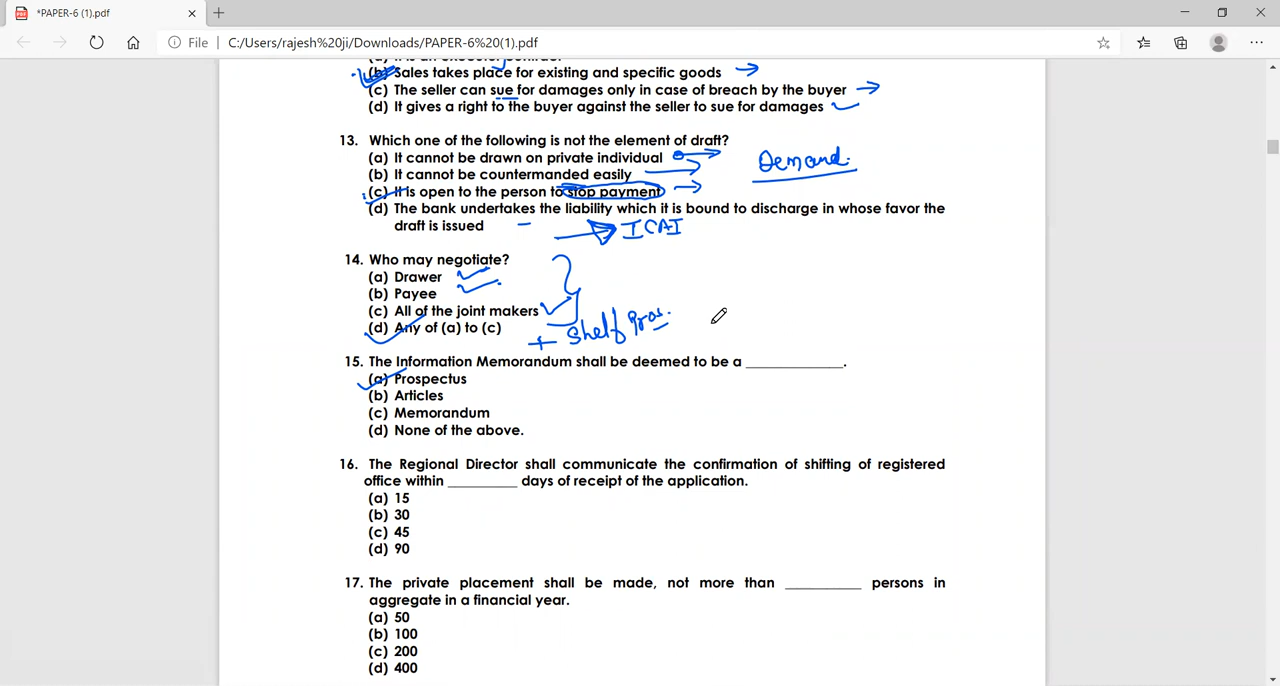 *PAPER-6 (1).pdf
File
C:/Users/rajesh%20ji/Downloads/PAPER-6%20(1).pdf
(b) Sales takes place for existing and specific goods
(c) The seller can sue for damages only in case of breach by the buyer
(d) It gives a right to the buyer against the seller to sue for damages
13. Which one of the following is not the element of draft?
(a) It cannot be drawn on private individual
Demand.
(b) It cannot be countermanded easily
(c) It is open to the person to stop payment
(d) The bank undertakes the liability which it is bound to discharge in whose favor the
draft is issued
ICAI
14. Who may negotiate?
(a) Drawer
(b) Payee
(c) All of the joint makers
(d) Any of (a) to (c)
+ Shelf Pros.
15. The Information Memorandum shall be deemed to be a _____________.
(a) Prospectus
(b) Articles
(c) Memorandum
(d) None of the above.
16. The Regional Director shall communicate the confirmation of shifting of registered
office within _________ days of receipt of the application.
(a) 15
(b) 30
(c) 45
(d) 90
17. The private placement shall be made, not more than __________ persons in
aggregate in a financial year.
(a) 50
(b) 100
(c) 200
(d) 400